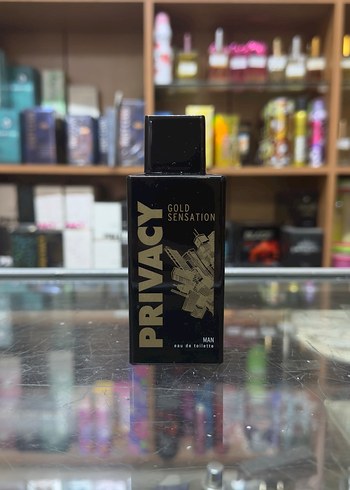 PRIVACY
GOLD
SENSATION
MAN
eau de toilette